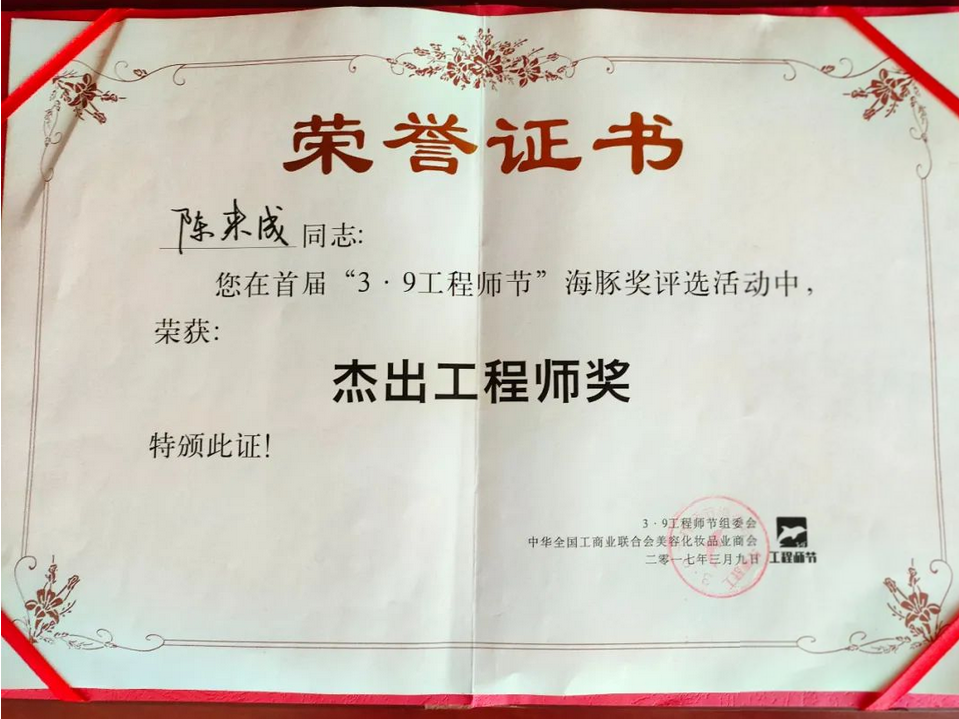 荣誉证书
陈来成 同志:
您在首届“3·9工程师节”海豚奖评选活动中，
荣获:
杰出工程师奖
特颁此证!
3·9工程师节组委会
中华全国工商业联合会美容化妆品业商会
二零一七年三月九日
工程师节